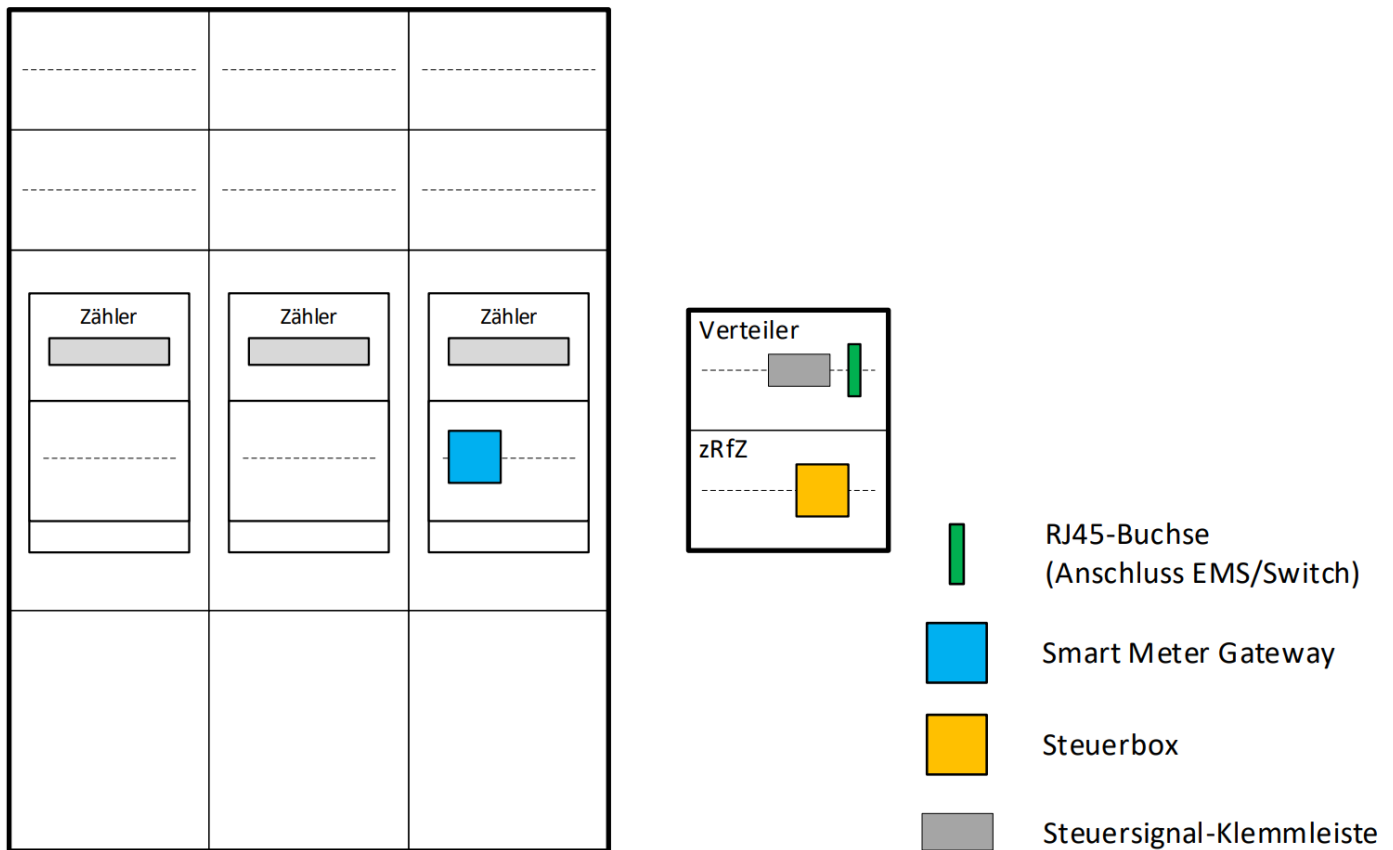 Zähler
Zähler
Zähler
Verteiler
zRfZ
RJ45-Buchse
(Anschluss EMS/Switch)
Smart Meter Gateway
Steuerbox
Steuersignal-Klemmleiste